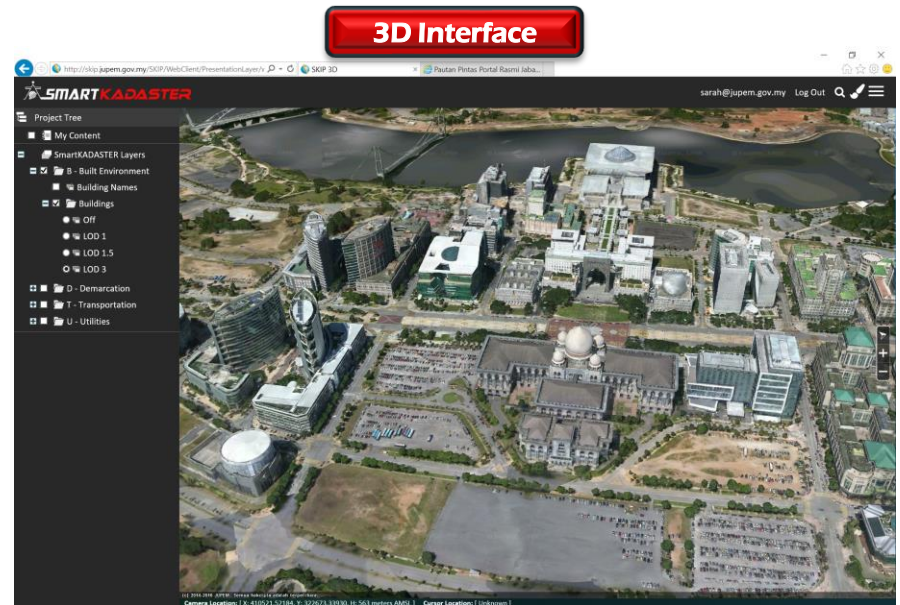 3D Interface
http://skip.jupem.gov.my/SKIP/WebClient/PresentationLayer/v
SKIP 3D
Pautan Pintas Portal Rasmi Jaba...
SMARTKADASTER
sarah@jupem.gov.my Log Out
Project Tree
My Content
SmartKADASTER Layers
B - Built Environment
Building Names
Buildings
Off
LOD 1
LOD 1.5
LOD 3
D - Demarcation
T - Transportation
U - Utilities
Camera Location: [ X: 410521.52184, Y: 322673.33930, H: 563 meters AMSL ] Cursor Location: [ Unknown ]